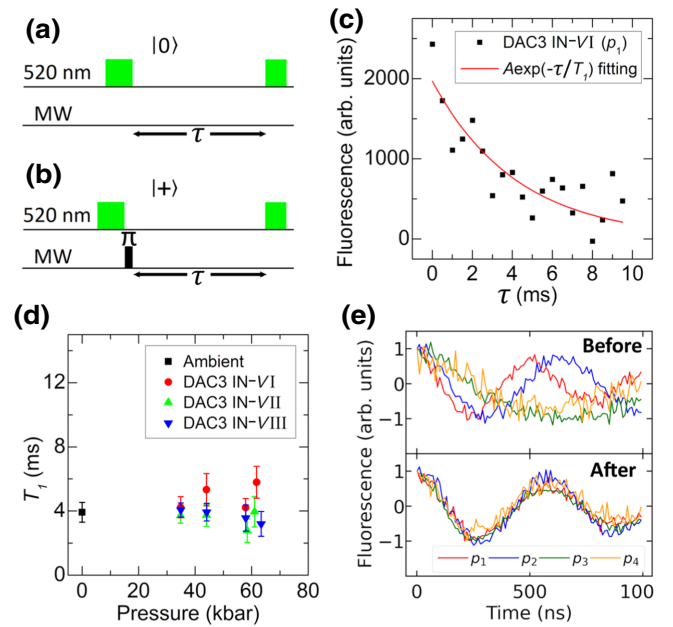 (a)
|0⟩
520 nm
MW
τ
(b)
|+⟩
520 nm
π
MW
τ
(c)
Fluorescence (arb. units)
2000
1000
0
DAC3 IN-VI (p₁)
Aexp(-τ/T₁) fitting
0 2 4 6 8 10
τ (ms)
(d)
T₁ (ms)
12
8
4
0
Ambient
DAC3 IN-VI
DAC3 IN-VII
DAC3 IN-VIII
0 20 40 60 80
Pressure (kbar)
(e)
Fluorescence (arb. units)
Before
1
0
-1
After
1
0
-1
p₁ p₂ p₃ p₄
0 500 1000
Time (ns)